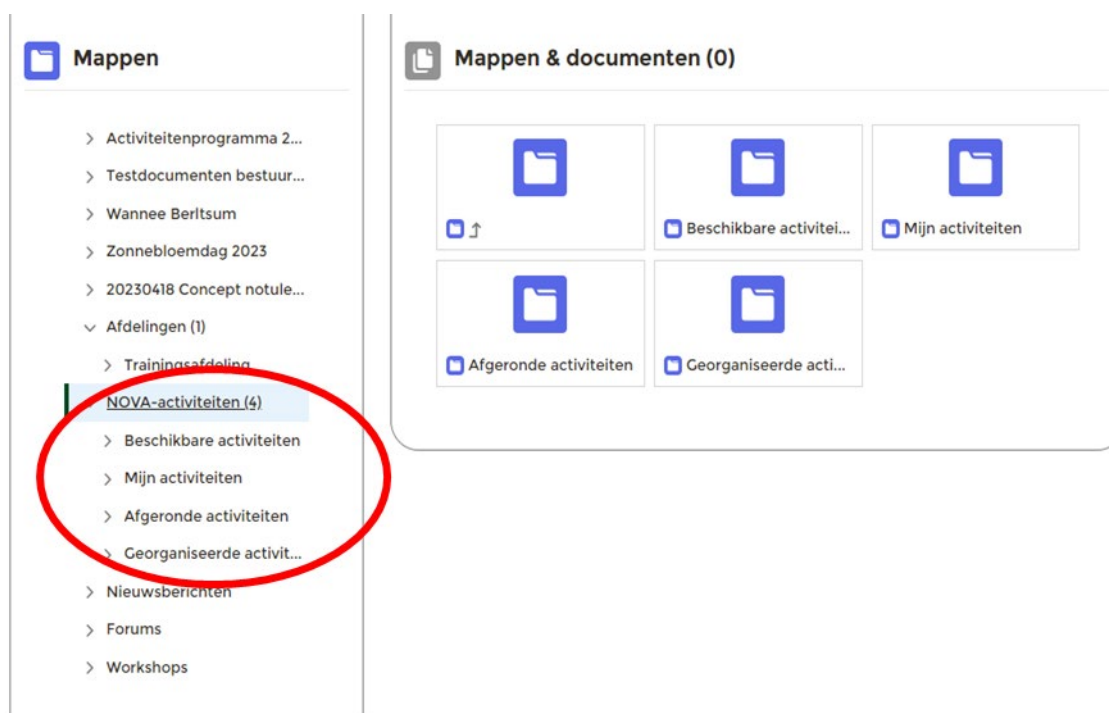 Mappen
Activiteitenprogramma 2...
Testdocumenten bestuur...
Wannee Berltsum
Zonnebloemdag 2023
20230418 Concept notule...
Afdelingen (1)
Trainingsafdeling
NOVA-activiteiten (4)
Beschikbare activiteiten
Mijn activiteiten
Afgeronde activiteiten
Georganiseerde activit...
Nieuwsberichten
Forums
Workshops
Mappen & documenten (0)
Beschikbare activitei...
Mijn activiteiten
Afgeronde activiteiten
Georganiseerde acti...